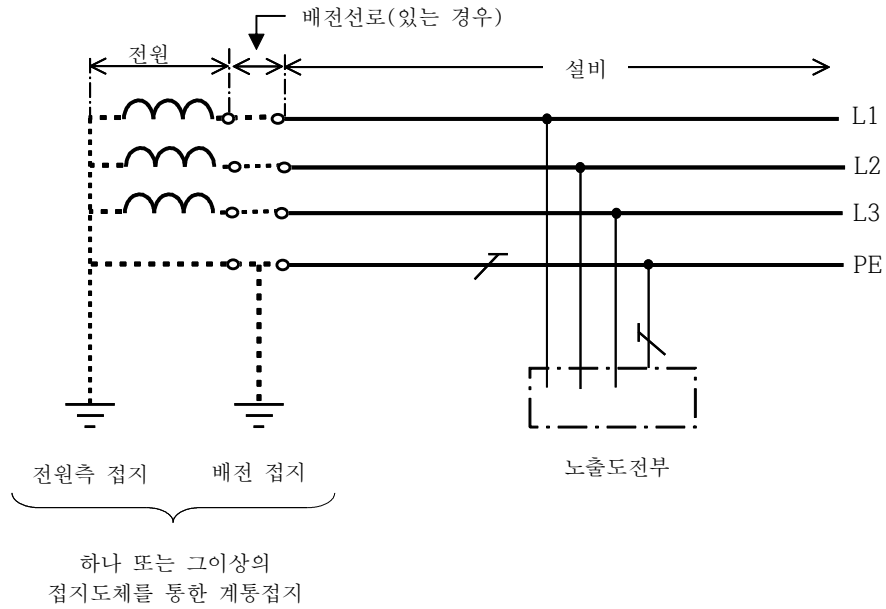 배전선로(있는 경우)
전원
설비
L1
L2
L3
PE
노출도전부
전원측 접지
배전 접지
하나 또는 그이상의
접지도체를 통한 계통접지